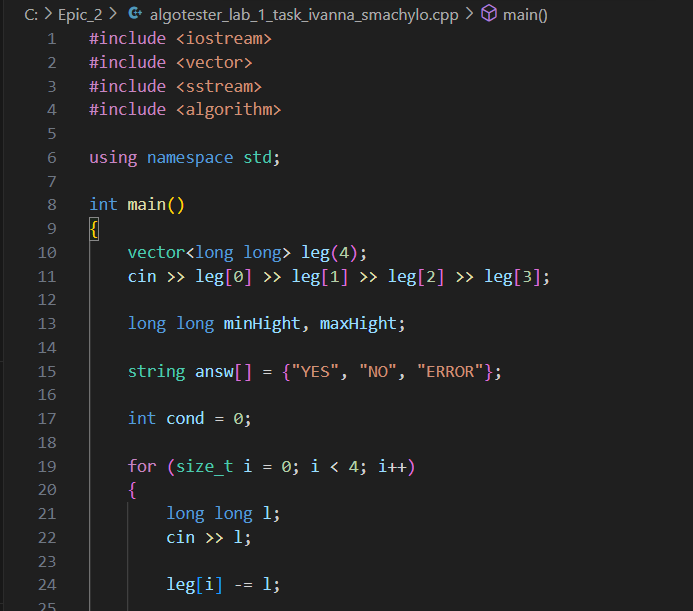 C: > Epic_2 > algotester_lab_1_task_ivanna_smachylo.cpp > main()
1 #include <iostream>
2 #include <vector>
3 #include <sstream>
4 #include <algorithm>
5
6 using namespace std;
7
8 int main()
9 {
10 vector<long long> leg(4);
11 cin >> leg[0] >> leg[1] >> leg[2] >> leg[3];
12
13 long long minHight, maxHight;
14
15 string answ[] = {"YES", "NO", "ERROR"};
16
17 int cond = 0;
18
19 for (size_t i = 0; i < 4; i++)
20 {
21 long long l;
22 cin >> l;
23
24 leg[i] -= l;
25